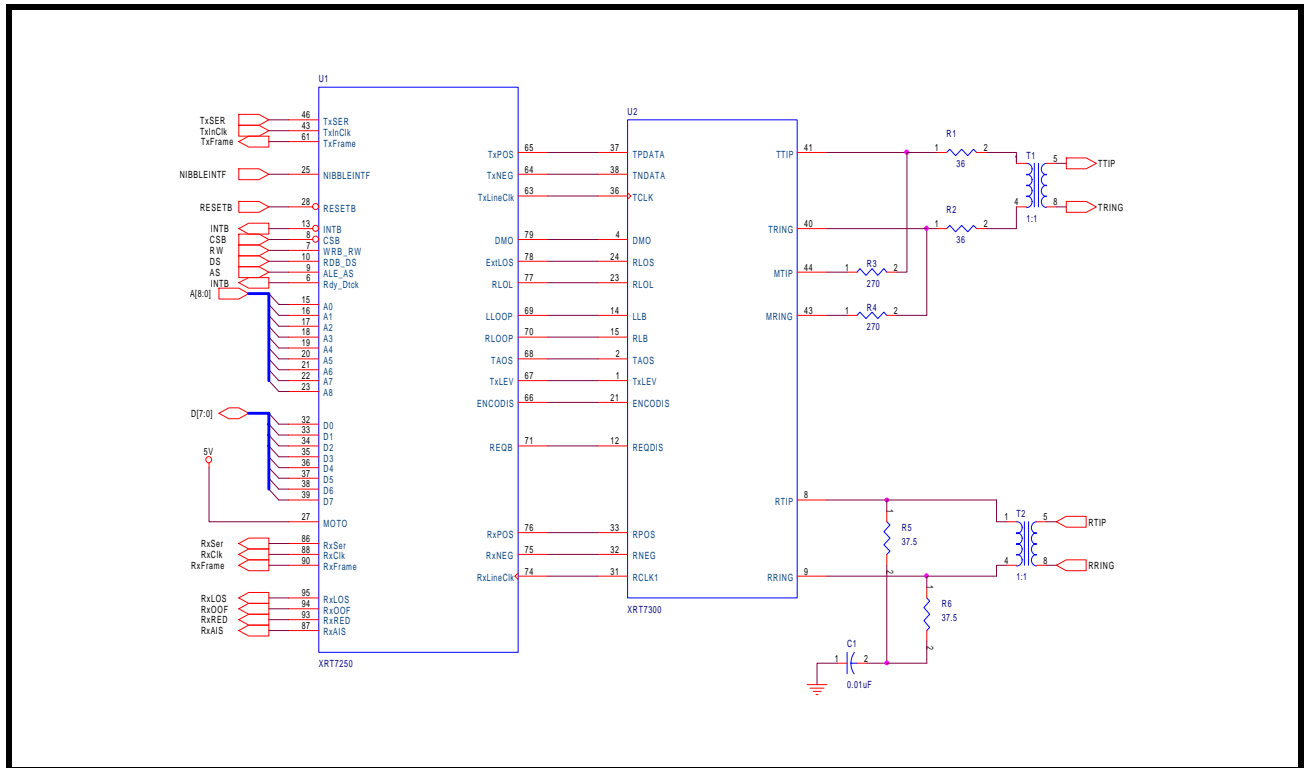 U1
TxSER 46 TxSER
TxInClk 43 TxInClk
TxFrame 61 TxFrame
NIBBLEINTF 25 NIBBLEINTF
RESETB 28 RESETB
INTB 13 INTB
CSB 8 CSB
RW 7 WRB_RW
DS 10 RDB_DS
AS 9 ALE_AS
INTB 6 Rdy_Dtck
A[8:0]
15 A0
16 A1
17 A2
18 A3
19 A4
20 A5
21 A6
22 A7
23 A8
D[7:0]
32 D0
33 D1
34 D2
35 D3
36 D4
37 D5
38 D6
39 D7
5V
27 MOTO
RxSer 86 RxSer
RxClk 88 RxClk
RxFrame 90 RxFrame
RxLOS 95 RxLOS
RxOOF 94 RxOOF
RxRED 93 RxRED
RxAIS 87 RxAIS
XRT7250
U2
TxPOS 65 37 TPDATA
TxNEG 64 38 TNDATA
TxLineClk 63 36 TCLK
DMO 79 4 DMO
ExtLOS 78 24 RLOS
RLOL 77 23 RLOL
LLOOP 69 14 LLB
RLOOP 70 15 RLB
TAOS 68 2 TAOS
TxLEV 67 1 TxLEV
ENCODIS 66 21 ENCODIS
REQB 71 12 REQDIS
RxPOS 76 33 RPOS
RxNEG 75 32 RNEG
RxLineClk 74 31 RCLK1
XRT7300
TTIP 41
TRING 40
MTIP 44
MRING 43
RTIP 8
RRING 9
R1
1 2
36
R2
1 2
36
R3
1 2
270
R4
1 2
270
T1
1 5 TTIP
4 8 TRING
1:1
T2
1 5 RTIP
4 8 RRING
1:1
1
R5
37.5
2
1
R6
37.5
2
C1
1 2
0.01uF